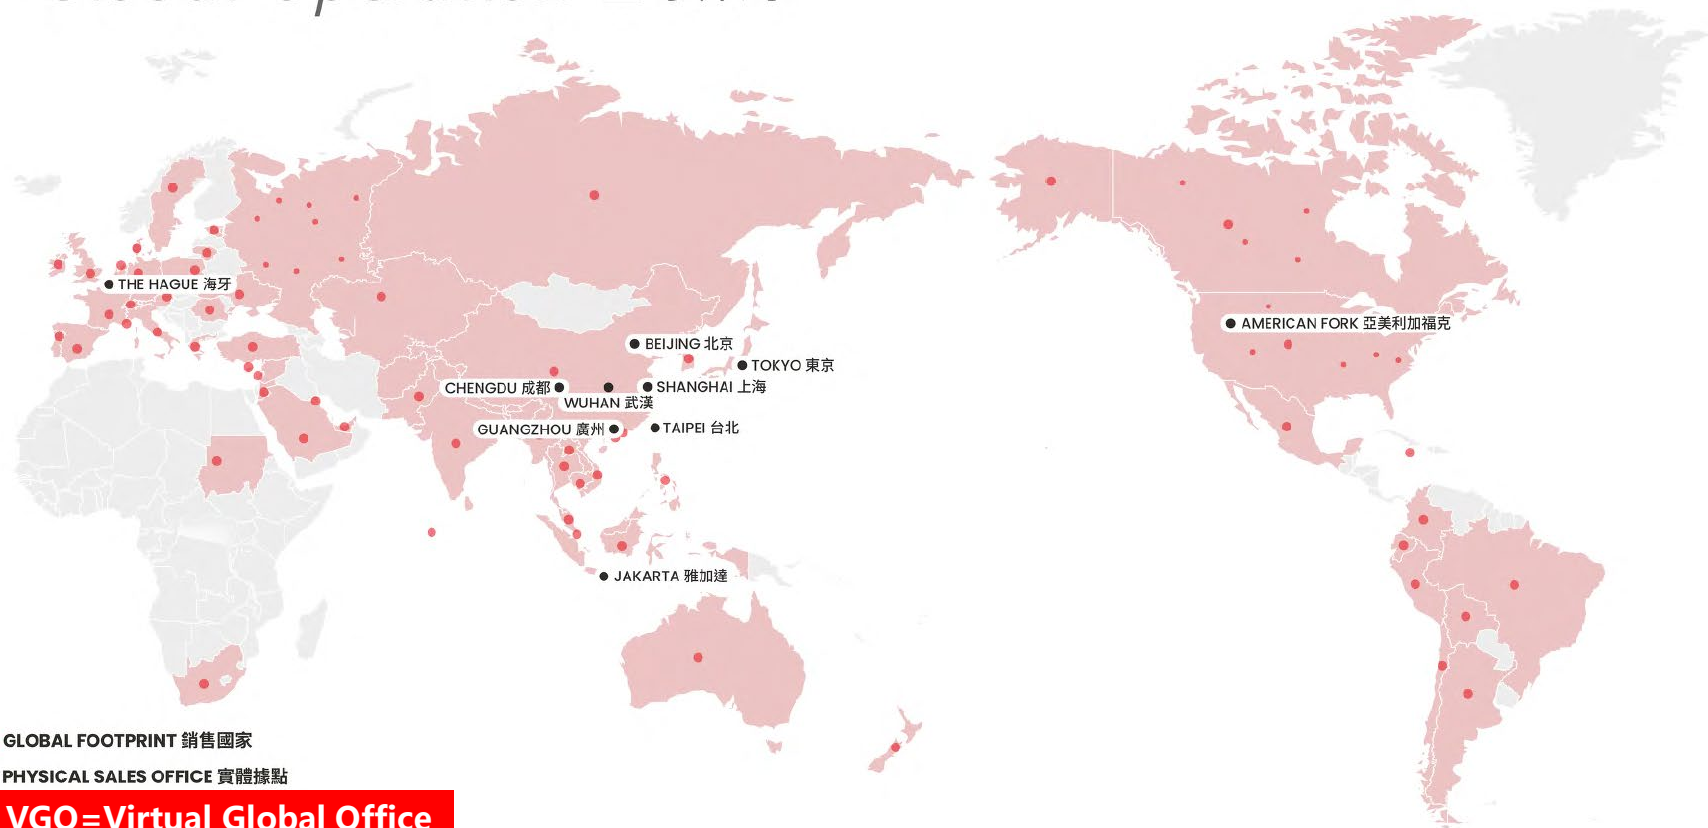 THE HAGUE 海牙
AMERICAN FORK 亞美利加福克
BEIJING 北京
TOKYO 東京
CHENGDU 成都
SHANGHAI 上海
WUHAN 武漢
GUANGZHOU 廣州
TAIPEI 台北
JAKARTA 雅加達
GLOBAL FOOTPRINT 銷售國家
PHYSICAL SALES OFFICE 實體據點
VGO=Virtual Global Office